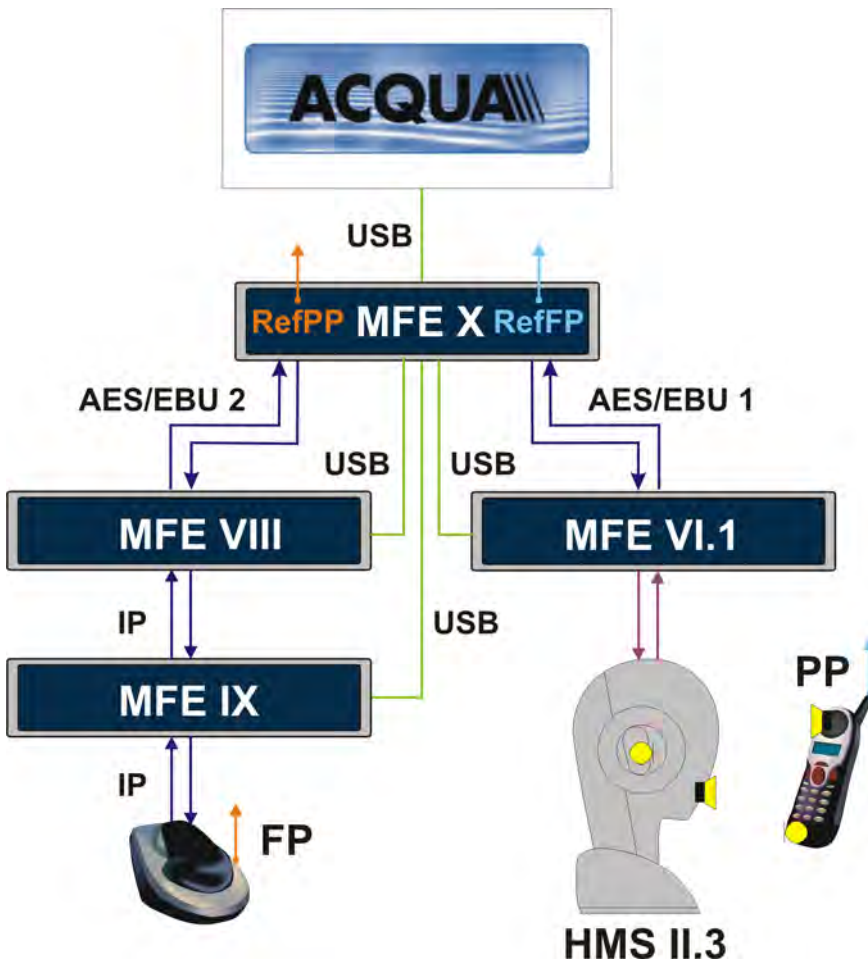 ACQUA
USB
RefPP MFE X RefFP
AES/EBU 2 AES/EBU 1
USB USB
MFE VIII MFE VI.1
IP USB
MFE IX PP
IP
FP
HMS II.3